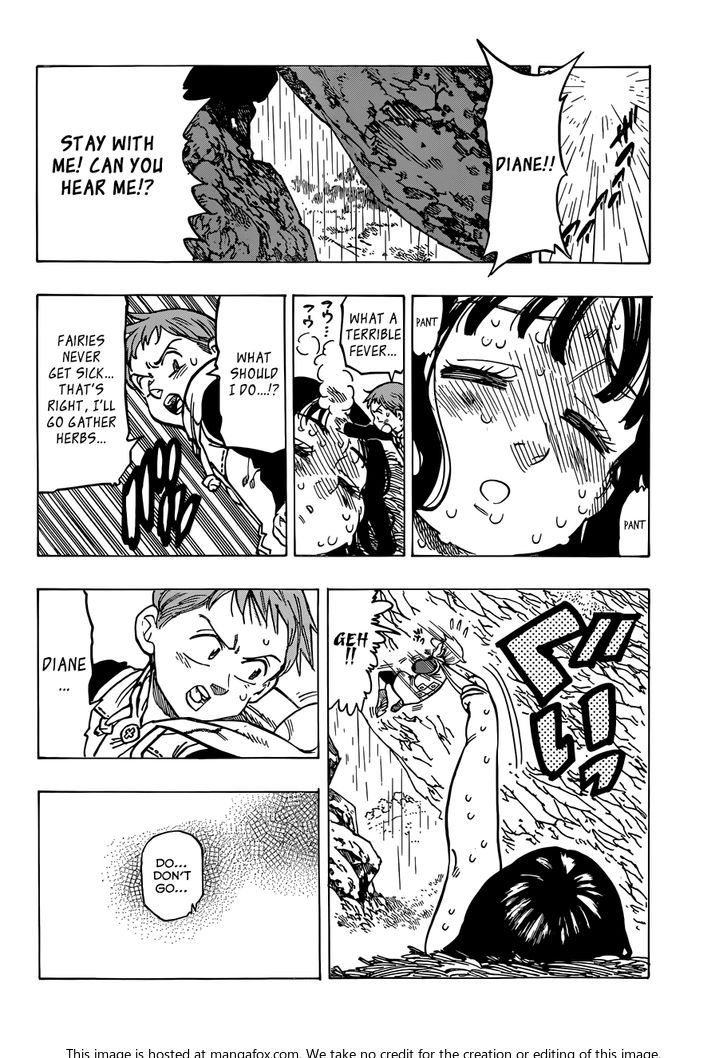 DIANE!!
STAY WITH
ME! CAN YOU
HEAR ME!?
PANT
PANT
WHAT A
TERRIBLE
FEVER...
WHAT
SHOULD
I DO....!?
FAIRIES
NEVER
GET SICK...
THAT'S
RIGHT, I'LL
GO GATHER
HERBS...
GEH
!!
DIANE
...
DO...
DON'T
GO...
This image is hosted at mangafox.com. We take no credit for the creation or editing of this image.